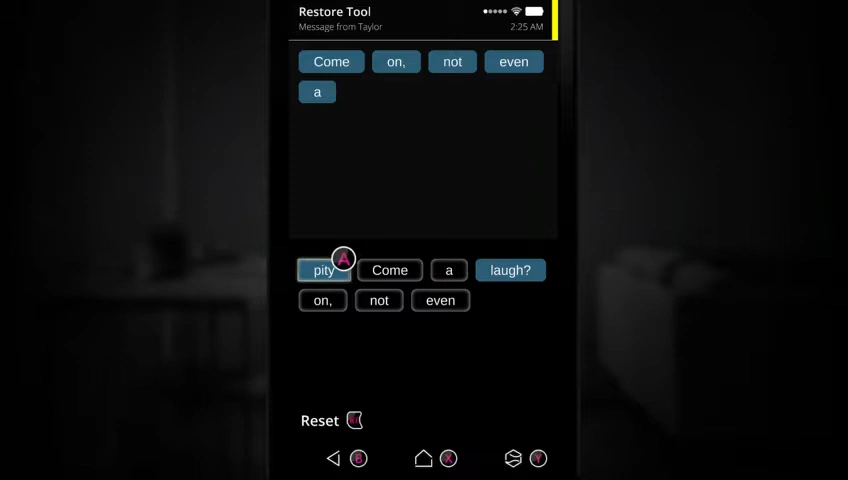 Restore Tool
Message from Taylor 2:25 AM
Come on, not even
a
pity A Come a laugh?
on, not even
Reset
B X Y